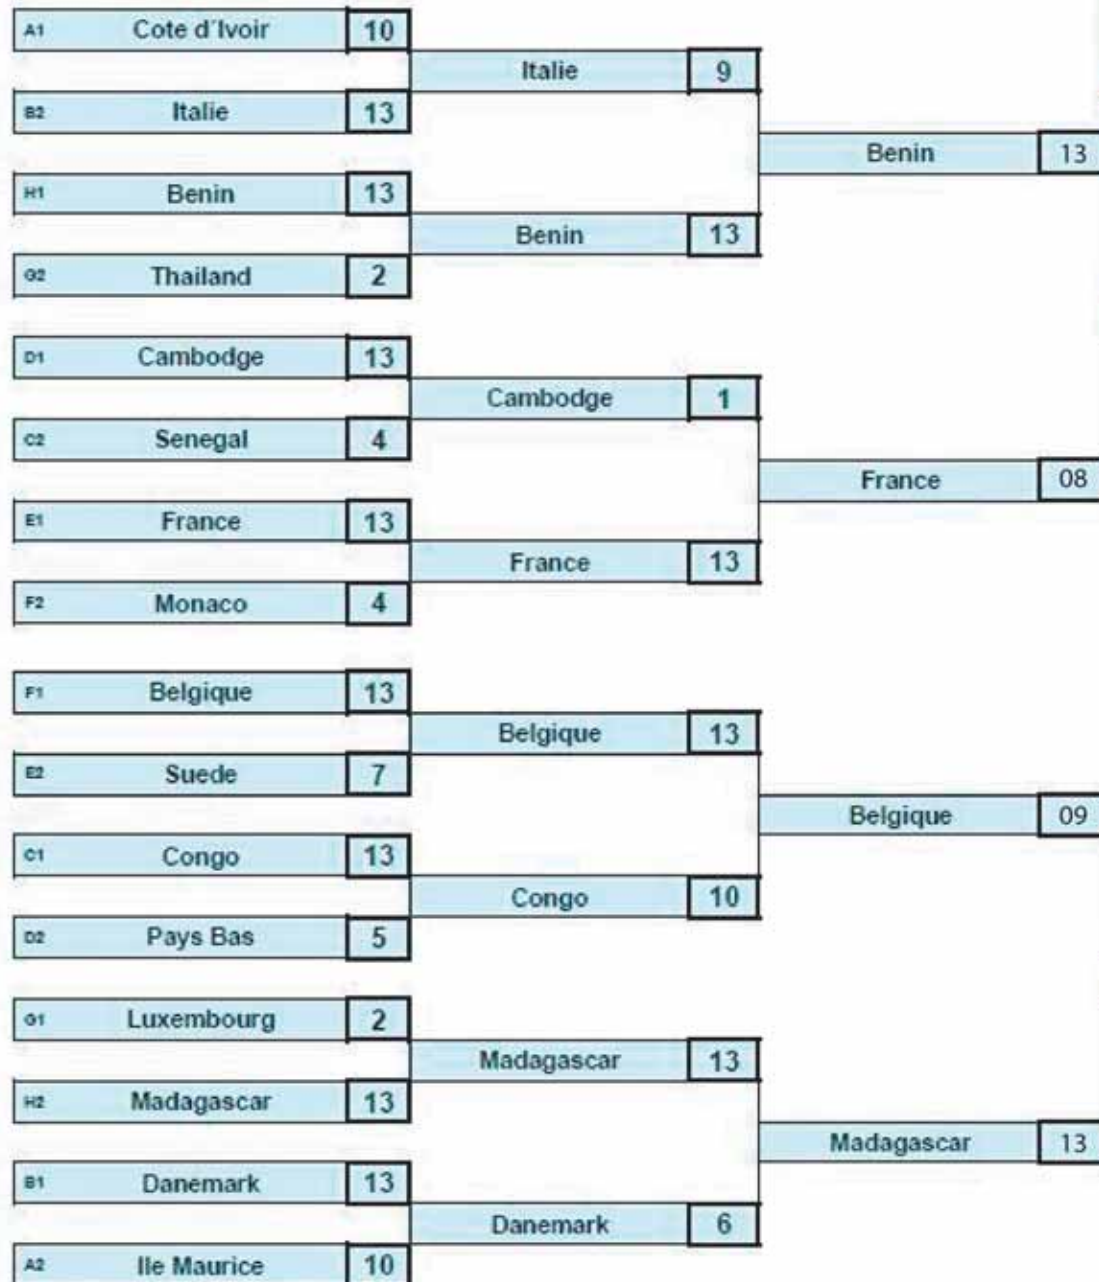 A1 Cote d´Ivoir 10
B2 Italie 13
H1 Benin 13
G2 Thailand 2
D1 Cambodge 13
C2 Senegal 4
E1 France 13
F2 Monaco 4
F1 Belgique 13
E2 Suede 7
C1 Congo 13
D2 Pays Bas 5
G1 Luxembourg 2
H2 Madagascar 13
B1 Danemark 13
A2 Ile Maurice 10
Italie 9
Benin 13
Cambodge 1
France 13
Belgique 13
Congo 10
Madagascar 13
Danemark 6
Benin 13
France 08
Belgique 09
Madagascar 13